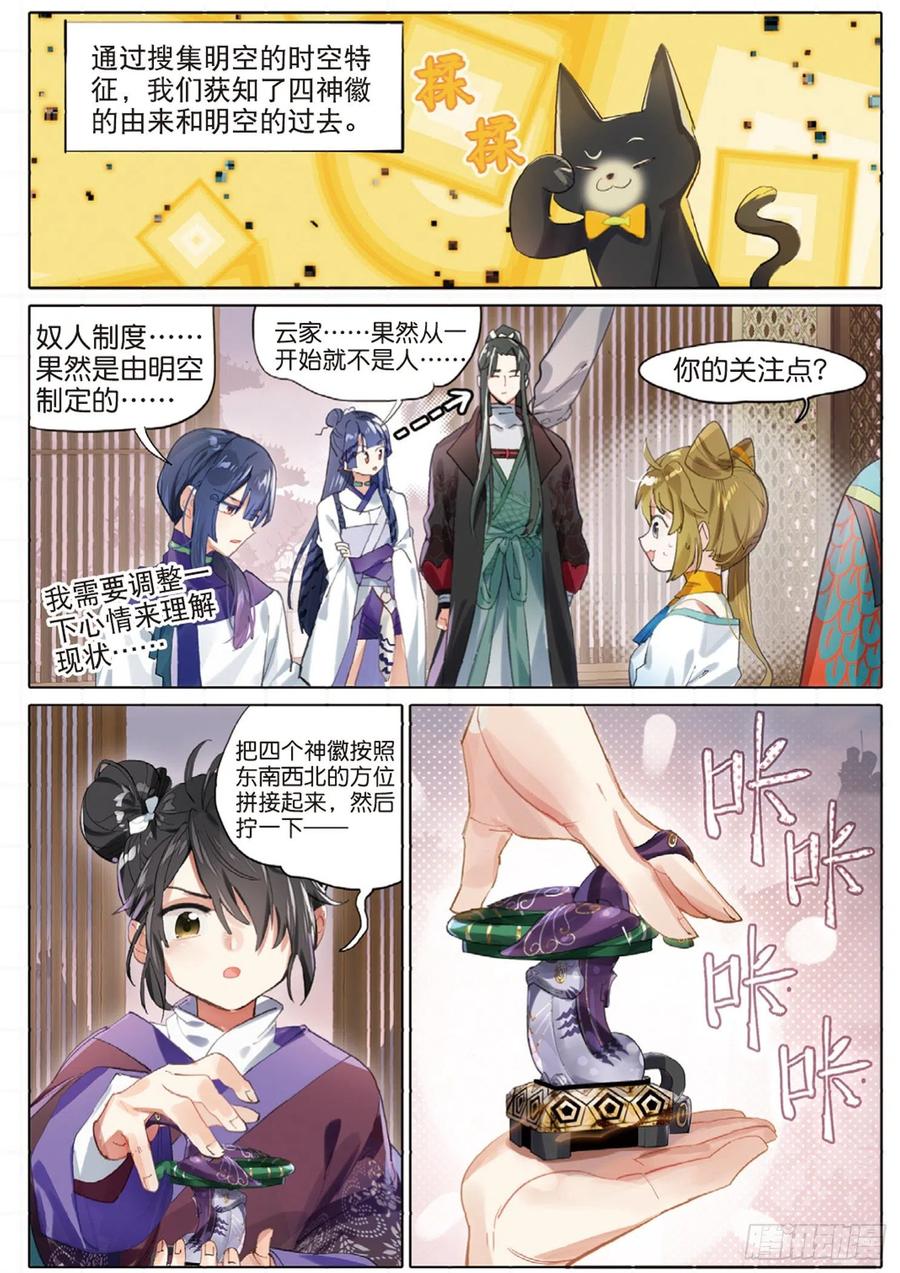 通过搜集明空的时空特
征，我们获知了四神徽
的由来和明空的过去。
揉
揉
奴人制度……
果然是由明空
制定的……
云家……果然从一
开始就不是人……
你的关注点？
我需要调整一
下心情来理解
现状……
把四个神徽按照
东南西北的方位
拼接起来，然后
拧一下——
咔
咔
咔
咔
腾讯动漫